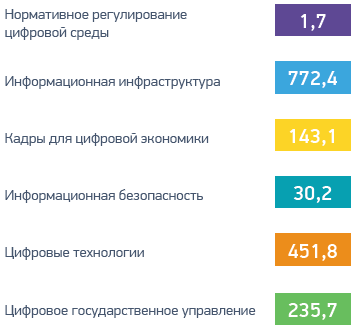 Нормативное регулирование
цифровой среды
1,7
Информационная инфраструктура
772,4
Кадры для цифровой экономики
143,1
Информационная безопасность
30,2
Цифровые технологии
451,8
Цифровое государственное управление
235,7